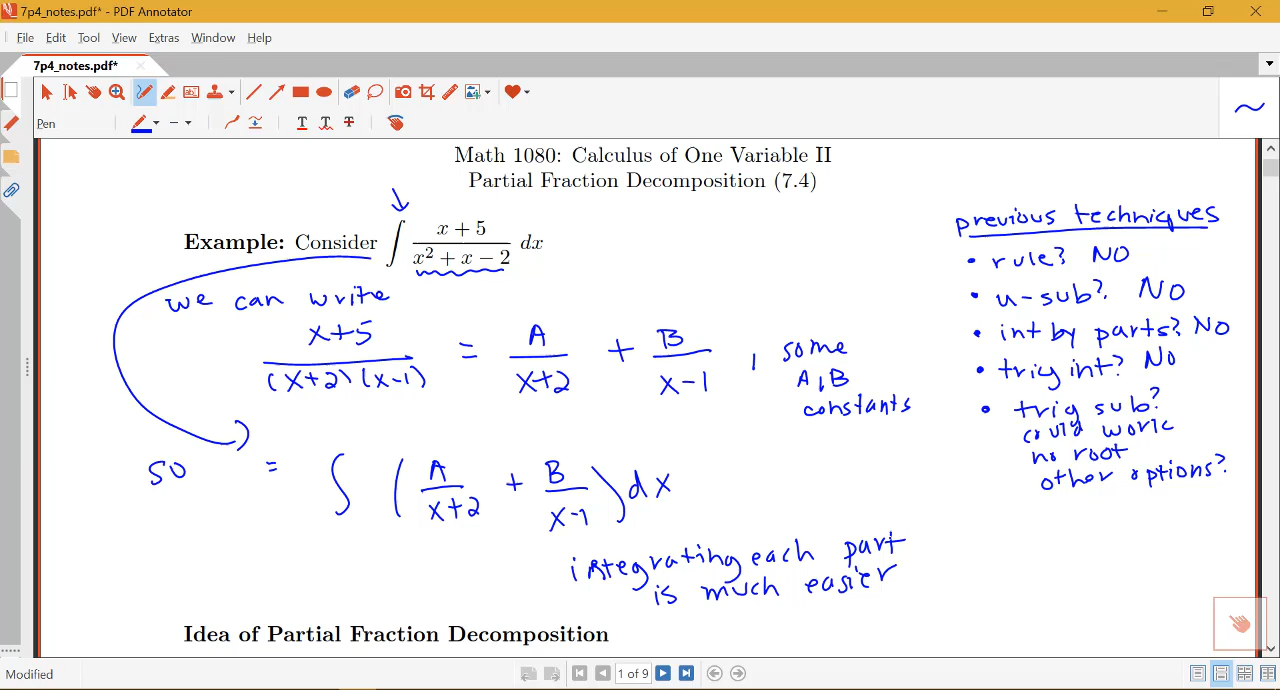 7p4_notes.pdf* - PDF Annotator
File Edit Tool View Extras Window Help
7p4_notes.pdf*
Pen
Math 1080: Calculus of One Variable II
Partial Fraction Decomposition (7.4)
Example: Consider ∫ (x + 5)/(x² + x − 2) dx
we can write
(x+5)/((x+2)(x-1)) = A/(x+2) + B/(x-1) , some A,B constants
so = ∫ (A/(x+2) + B/(x-1)) dx
integrating each part
is much easier
previous techniques
• rule? NO
• u-sub? NO
• int by parts? NO
• trig int? NO
• trig sub?
could work
no root
other options?
Idea of Partial Fraction Decomposition
Modified
1 of 9